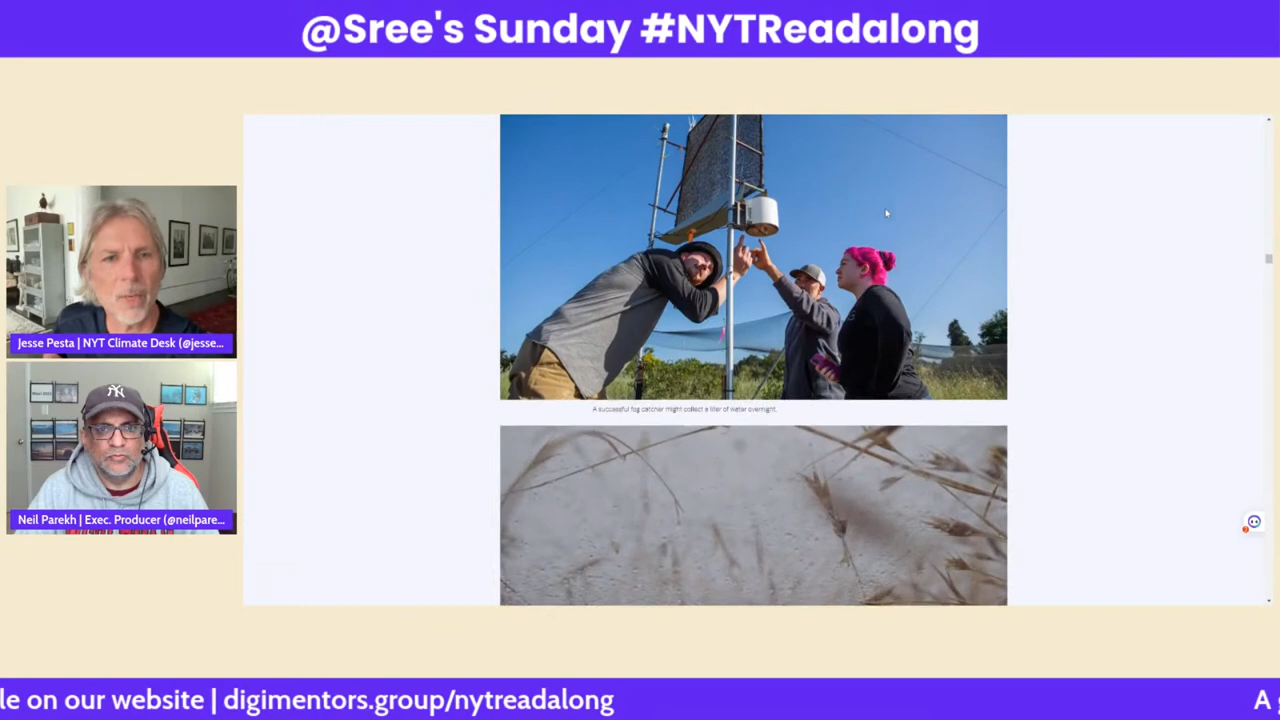 @Sree's Sunday #NYTReadalong
A successful fog catcher might collect a liter of water overnight.
Jesse Pesta | NYT Climate Desk (@jesse...
NY
Neil Parekh | Exec. Producer (@neilpare...
le on our website | digimentors.group/nytreadalong
A